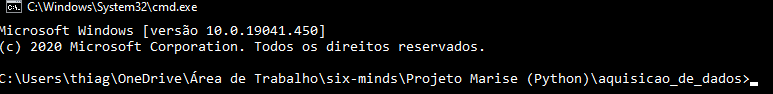 C:\Windows\System32\cmd.exe
Microsoft Windows [versão 10.0.19041.450]
(c) 2020 Microsoft Corporation. Todos os direitos reservados.
C:\Users\thiag\OneDrive\Área de Trabalho\six-minds\Projeto Marise (Python)\aquisicao_de_dados>_